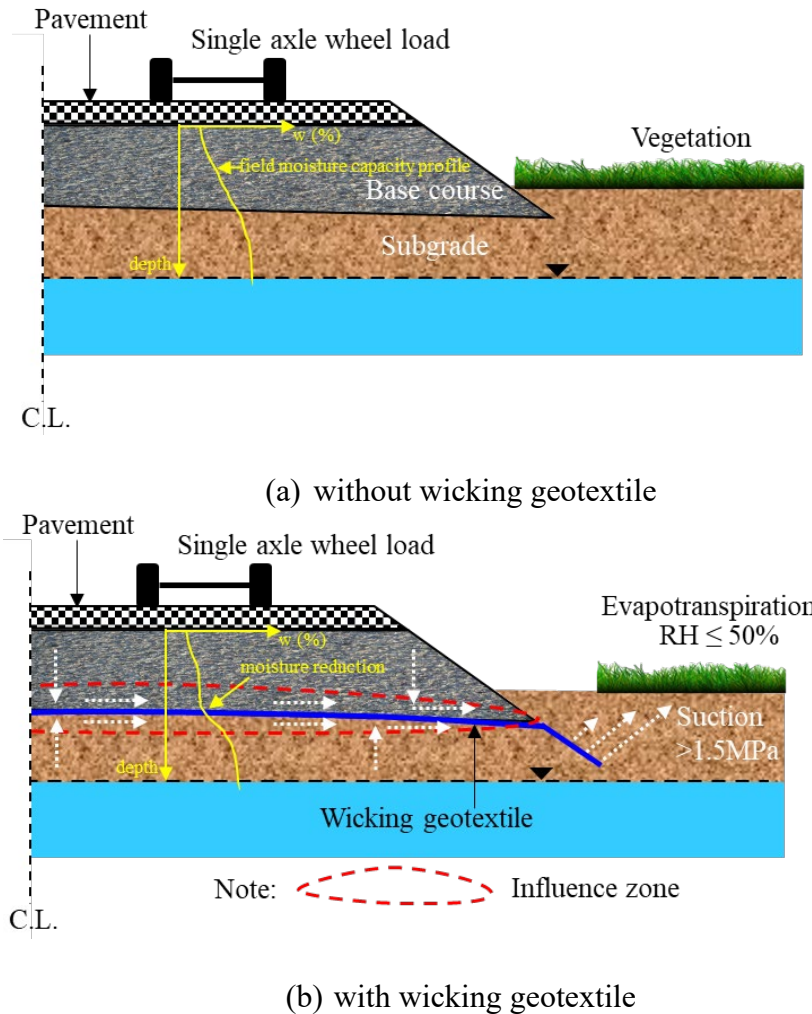 Pavement
Single axle wheel load
w (%)
Vegetation
field moisture capacity profile
Base course
Subgrade
depth
C.L.
(a) without wicking geotextile
Pavement
Single axle wheel load
Evapotranspiration
RH ≤ 50%
w (%)
moisture reduction
Suction
>1.5MPa
depth
Wicking geotextile
Note:
Influence zone
C.L.
(b) with wicking geotextile